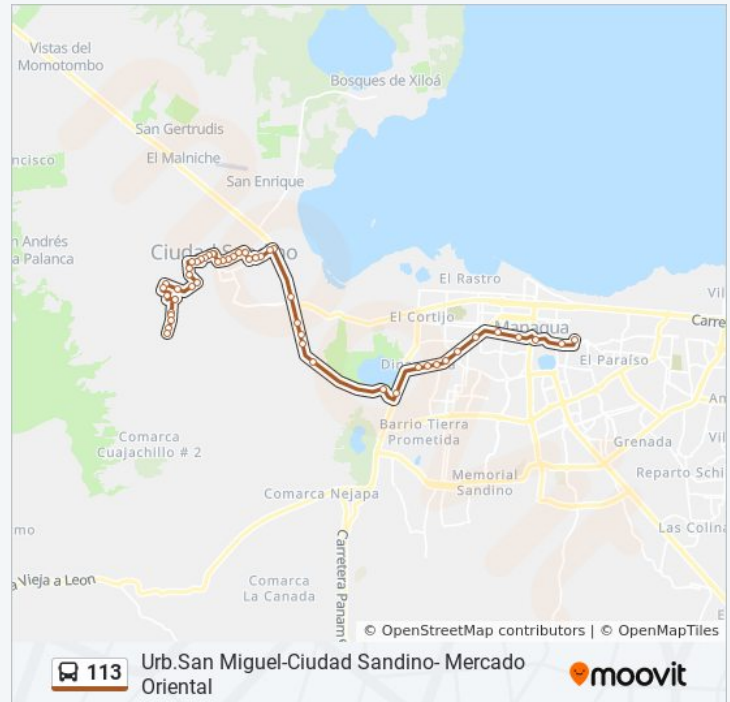 Vistas del
Momotombo
Bosques de Xiloá
San Gertrudis
El Malniche
ncisco
San Enrique
n Andrés
a Palanca
Ciudad Sandino
El Rastro
Vil
El Cortijo
Managua
Carre
El Paraíso
Barrio Tierra
Prometida
Am
Comarca
Cuajachillo # 2
Grenada
Vil
Memorial
Sandino
Reparto Schi
Comarca Nejapa
mo
Las Colina
a Vieja a Leon
Comarca
La Canada
Carretera Paname
E
© OpenStreetMap contributors | © OpenMapTiles
113
Urb.San Miguel-Ciudad Sandino- Mercado
Oriental
moovit